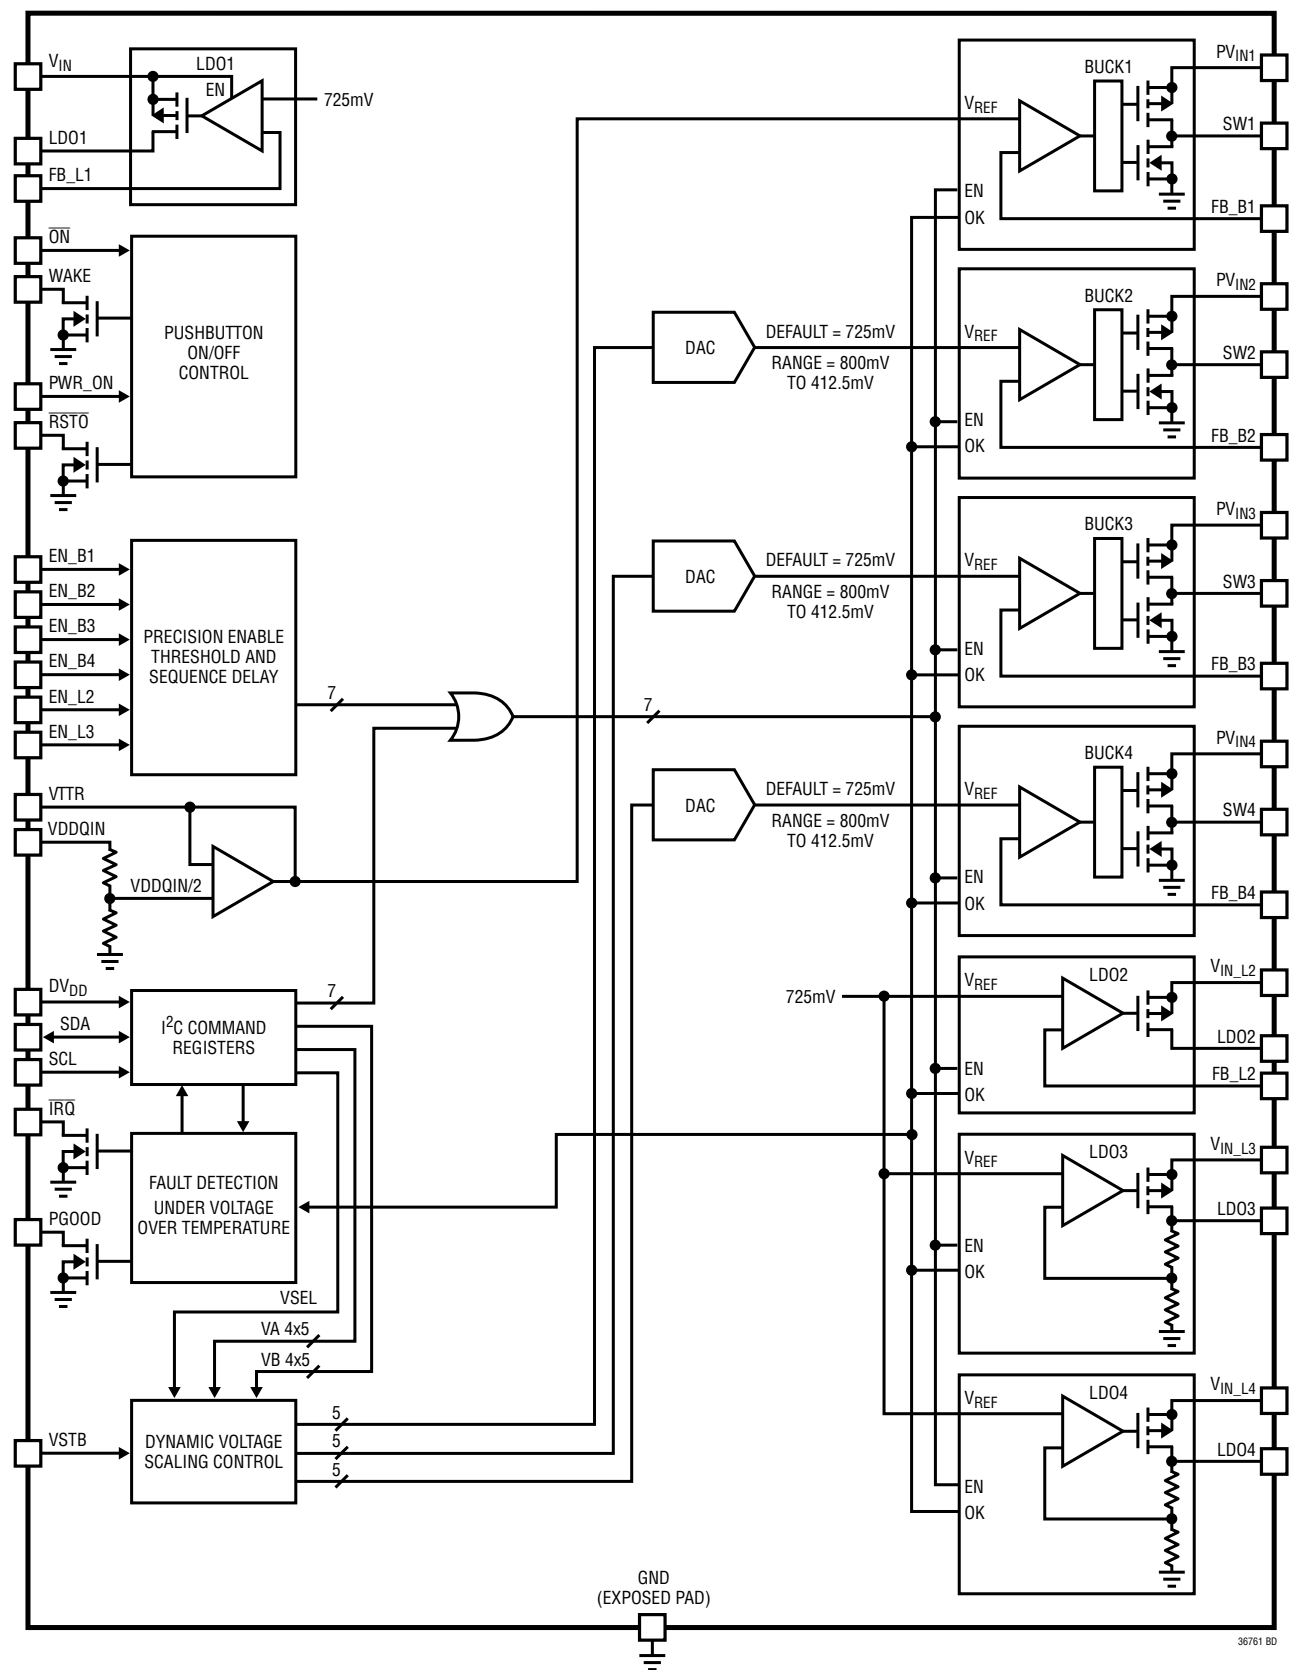 VIN
LDO1
EN
725mV
LDO1
FB_L1
ON
WAKE
PUSHBUTTON
ON/OFF
CONTROL
PWR_ON
RSTO
EN_B1
EN_B2
EN_B3
EN_B4
EN_L2
EN_L3
PRECISION ENABLE
THRESHOLD AND
SEQUENCE DELAY
7
7
VTTR
VDDQIN
VDDQIN/2
DVDD
SDA
SCL
I2C COMMAND
REGISTERS
7
IRQ
PGOOD
FAULT DETECTION
UNDER VOLTAGE
OVER TEMPERATURE
VSEL
VA 4x5
VB 4x5
VSTB
DYNAMIC VOLTAGE
SCALING CONTROL
5
5
5
DAC
DEFAULT = 725mV
RANGE = 800mV
TO 412.5mV
DAC
DEFAULT = 725mV
RANGE = 800mV
TO 412.5mV
DAC
DEFAULT = 725mV
RANGE = 800mV
TO 412.5mV
725mV
BUCK1
VREF
EN
OK
PVIN1
SW1
FB_B1
BUCK2
VREF
EN
OK
PVIN2
SW2
FB_B2
BUCK3
VREF
EN
OK
PVIN3
SW3
FB_B3
BUCK4
VREF
EN
OK
PVIN4
SW4
FB_B4
LDO2
VREF
EN
OK
VIN_L2
LDO2
FB_L2
LDO3
VREF
EN
OK
VIN_L3
LDO3
LDO4
VREF
EN
OK
VIN_L4
LDO4
GND
(EXPOSED PAD)
36761 BD